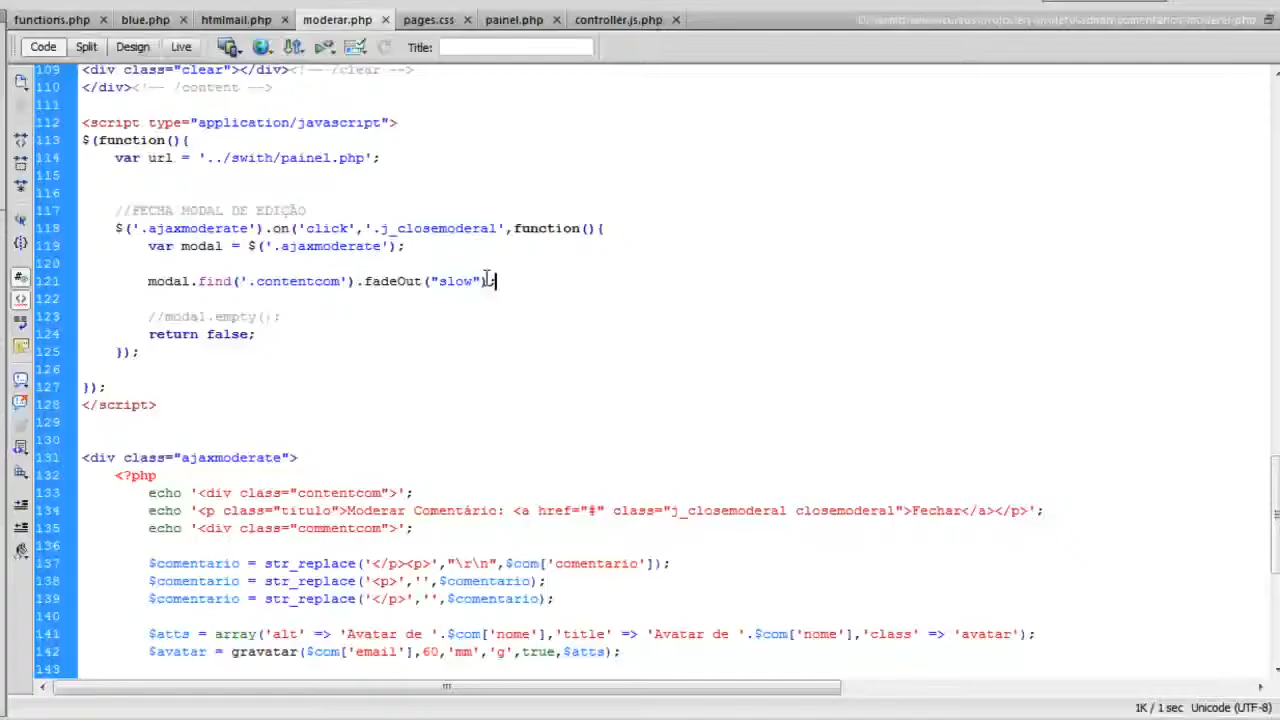 functions.php × blue.php × htmlmail.php × moderar.php × pages.css × painel.php × controller.js.php ×
Code Split Design Live Title:
109 <div class="clear"></div><!-- /clear -->
110 </div><!-- /content -->
111
112 <script type="application/javascript">
113 $(function(){
114 var url = '../swith/painel.php';
115
116
117 //FECHA MODAL DE EDIÇÃO
118 $('.ajaxmoderate').on('click','.j_closemoderal',function(){
119 var modal = $('.ajaxmoderate');
120
121 modal.find('.contentcom').fadeOut("slow");
122
123 //modal.empty();
124 return false;
125 });
126
127 });
128 </script>
129
130
131 <div class="ajaxmoderate">
132 <?php
133 echo '<div class="contentcom">';
134 echo '<p class="titulo">Moderar Comentário: <a href="#" class="j_closemoderal closemoderal">Fechar</a></p>';
135 echo '<div class="commentcom">';
136
137 $comentario = str_replace('</p><p>',"\r\n",$com['comentario']);
138 $comentario = str_replace('<p>','',$comentario);
139 $comentario = str_replace('</p>','',$comentario);
140
141 $atts = array('alt' => 'Avatar de '.$com['nome'],'title' => 'Avatar de '.$com['nome'],'class' => 'avatar');
142 $avatar = gravatar($com['email'],60,'mm','g',true,$atts);
143
1K / 1 sec Unicode (UTF-8)